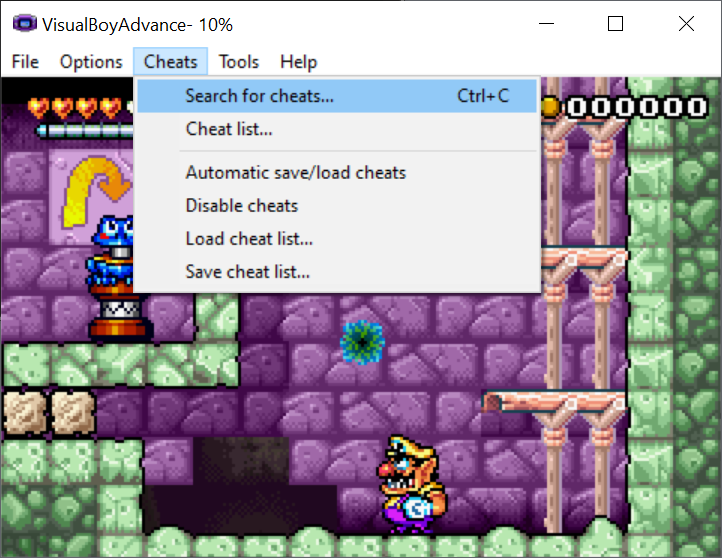 VisualBoyAdvance- 10%
File Options Cheats Tools Help
Search for cheats... Ctrl+C
Cheat list...
Automatic save/load cheats
Disable cheats
Load cheat list...
Save cheat list...
000000